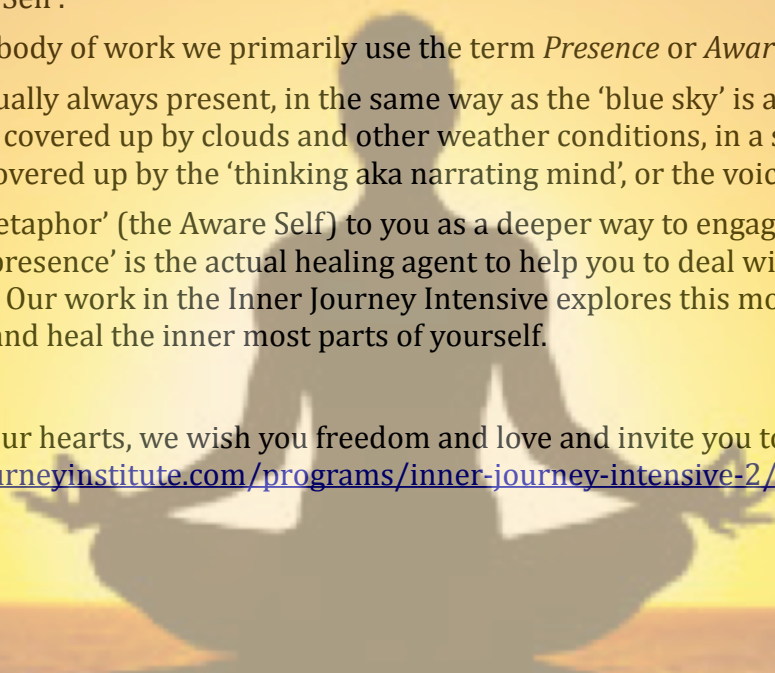 Self'.
body of work we primarily use the term Presence or Awar
ually always present, in the same way as the 'blue sky' is a
covered up by clouds and other weather conditions, in a s
overed up by the 'thinking aka narrating mind', or the voic
etaphor' (the Aware Self) to you as a deeper way to engag
presence' is the actual healing agent to help you to deal wi
Our work in the Inner Journey Intensive explores this mo
nd heal the inner most parts of yourself.
ur hearts, we wish you freedom and love and invite you to
urneyinstitute.com/programs/inner-journey-intensive-2/